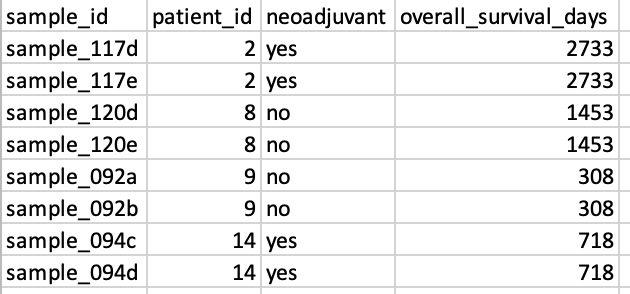 sample_id patient_id neoadjuvant overall_survival_days
sample_117d 2 yes 2733
sample_117e 2 yes 2733
sample_120d 8 no 1453
sample_120e 8 no 1453
sample_092a 9 no 308
sample_092b 9 no 308
sample_094c 14 yes 718
sample_094d 14 yes 718